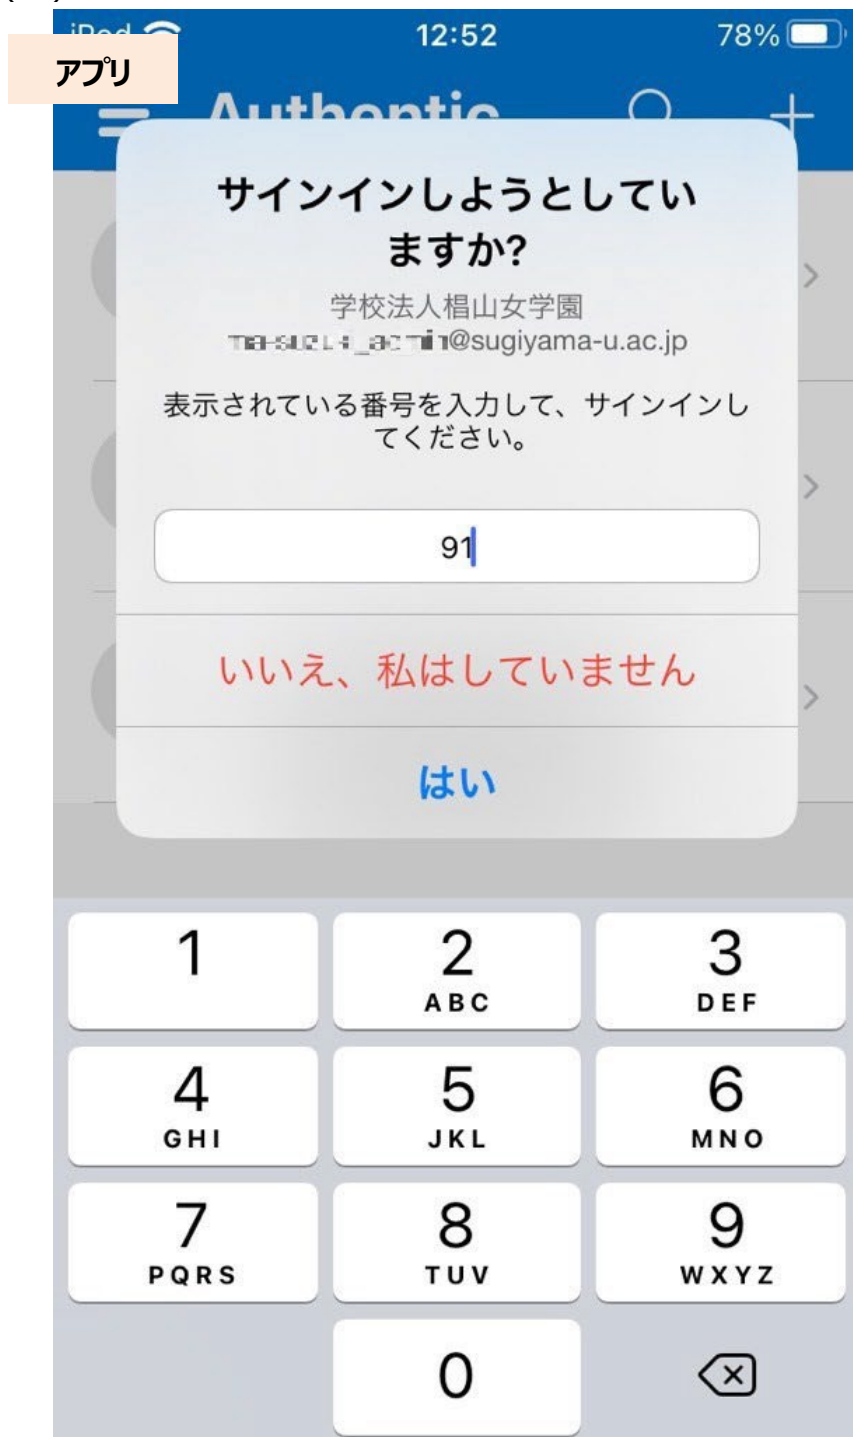 12:52
78%
アプリ
サインインしようとしてい
ますか?
学校法人椙山女学園
@sugiyama-u.ac.jp
表示されている番号を入力して、サインインし
てください。
91
いいえ、私はしていません
はい
1
2
3
ABC
DEF
4
5
6
GHI
JKL
MNO
7
8
9
PQRS
TUV
WXYZ
0